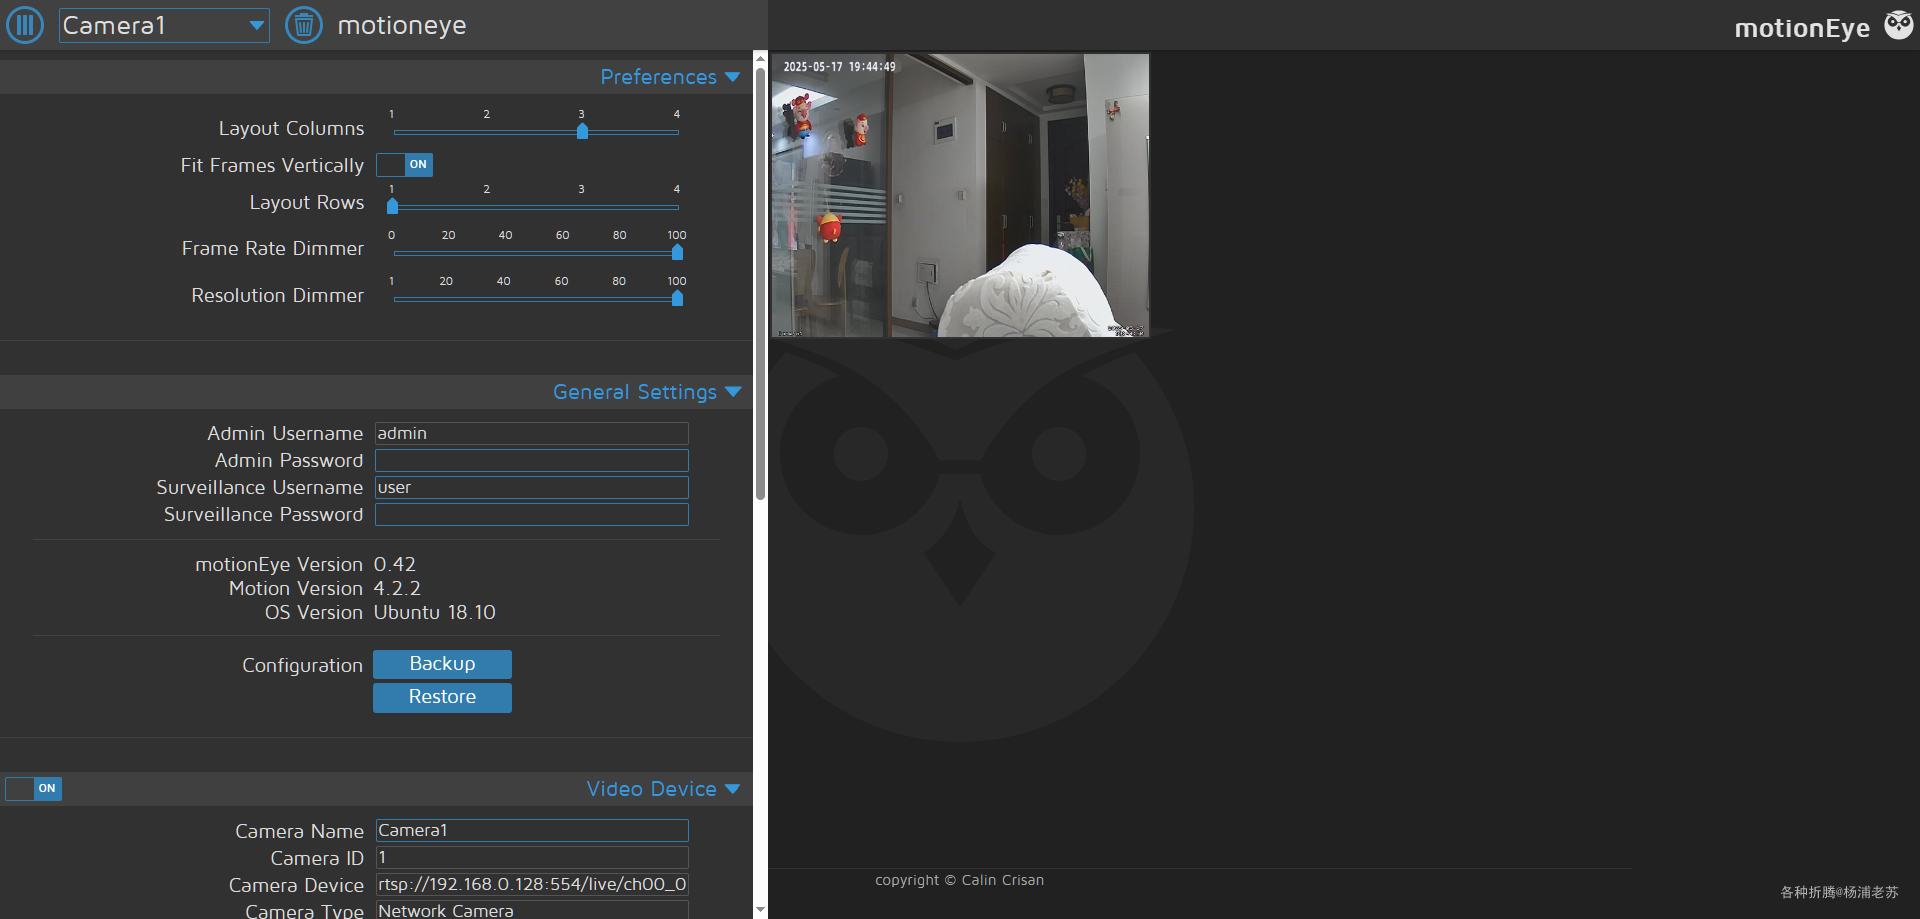 Camera1
motioneye
motionEye
Preferences
Layout Columns
1 2 3 4
Fit Frames Vertically ON
Layout Rows
1 2 3 4
Frame Rate Dimmer
0 20 40 60 80 100
Resolution Dimmer
1 20 40 60 80 100
General Settings
Admin Username admin
Admin Password
Surveillance Username user
Surveillance Password
motionEye Version 0.42
Motion Version 4.2.2
OS Version Ubuntu 18.10
Configuration Backup
Restore
ON Video Device
Camera Name Camera1
Camera ID 1
Camera Device rtsp://192.168.0.128:554/live/ch00_0
Camera Type Network Camera
2025-05-17 19:44:49
Camera1
copyright © Calin Crisan
各种折腾@杨浦老苏